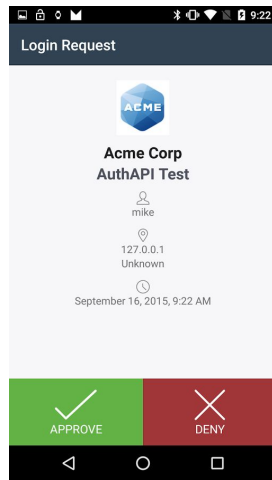 9:22
Login Request
ACME
Acme Corp
AuthAPI Test
mike
127.0.0.1
Unknown
September 16, 2015, 9:22 AM
APPROVE
DENY